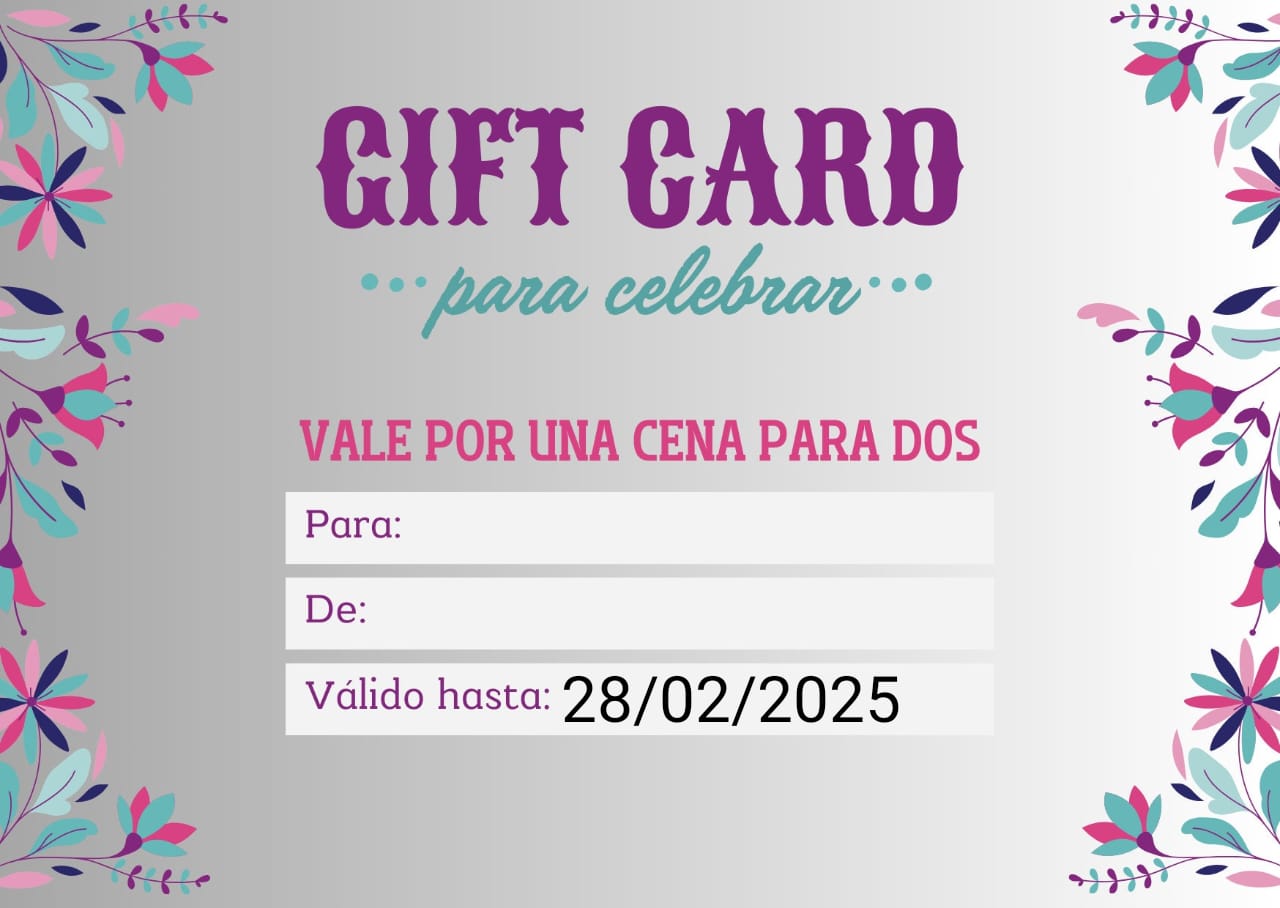 GIFT CARD
para celebrar
VALE POR UNA CENA PARA DOS
Para:
De:
Válido hasta: 28/02/2025